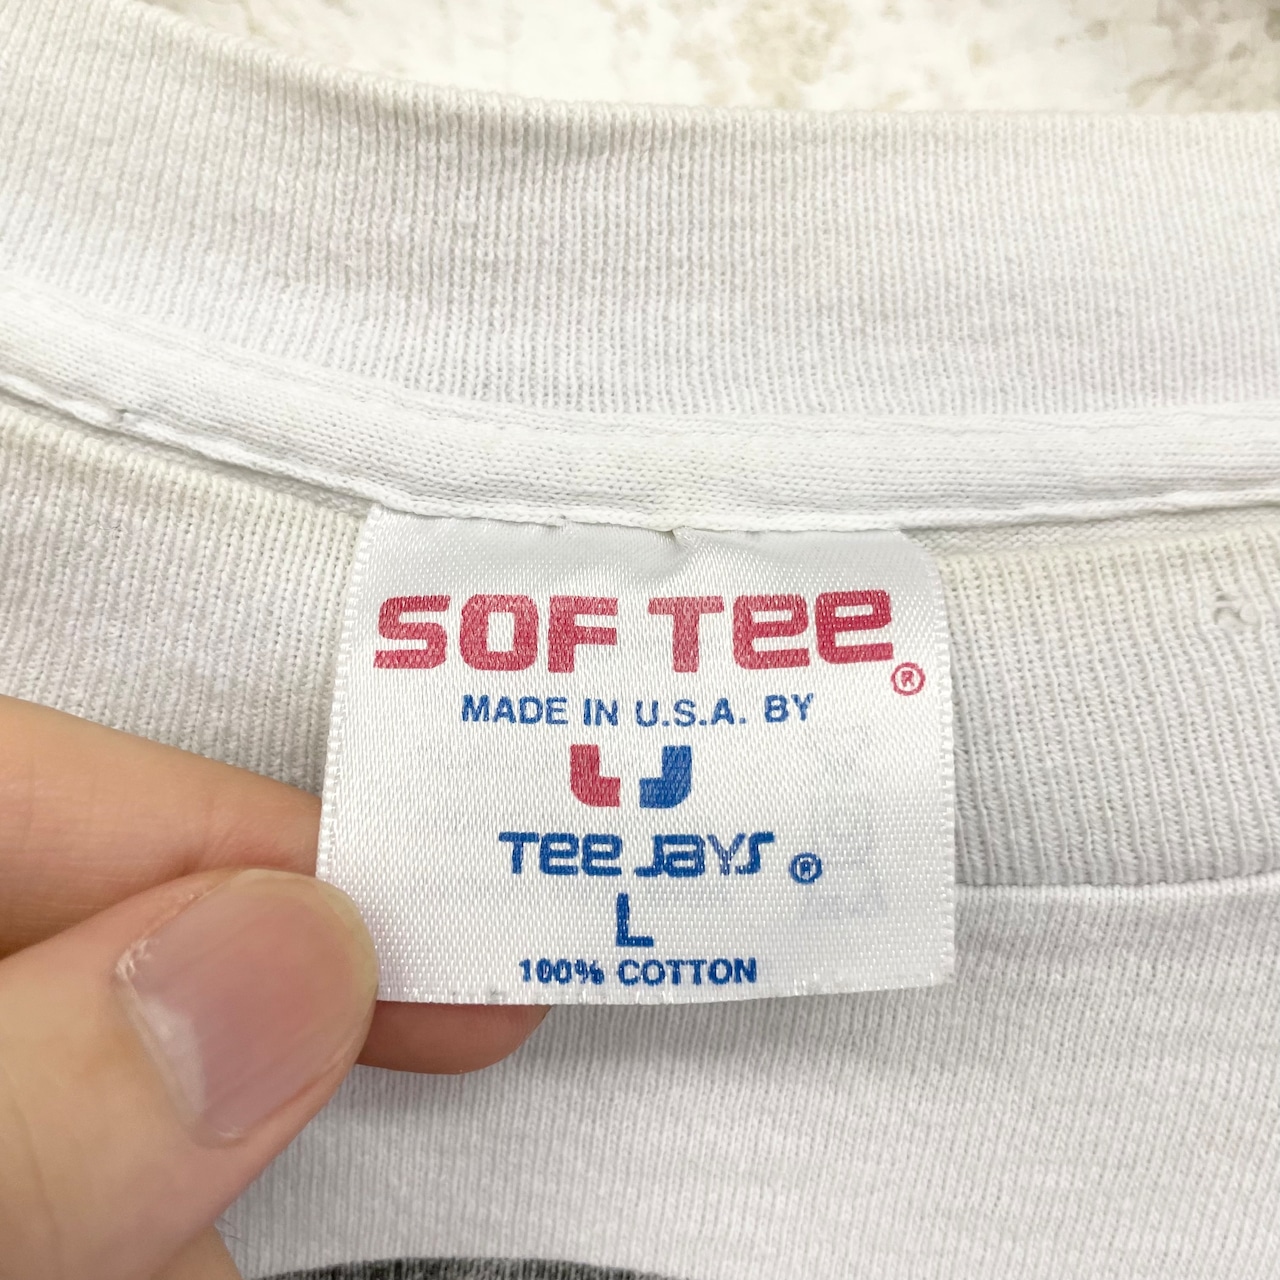 SOF TEE ®
MADE IN U.S.A. BY
TEE JAYS ®
L
100% COTTON